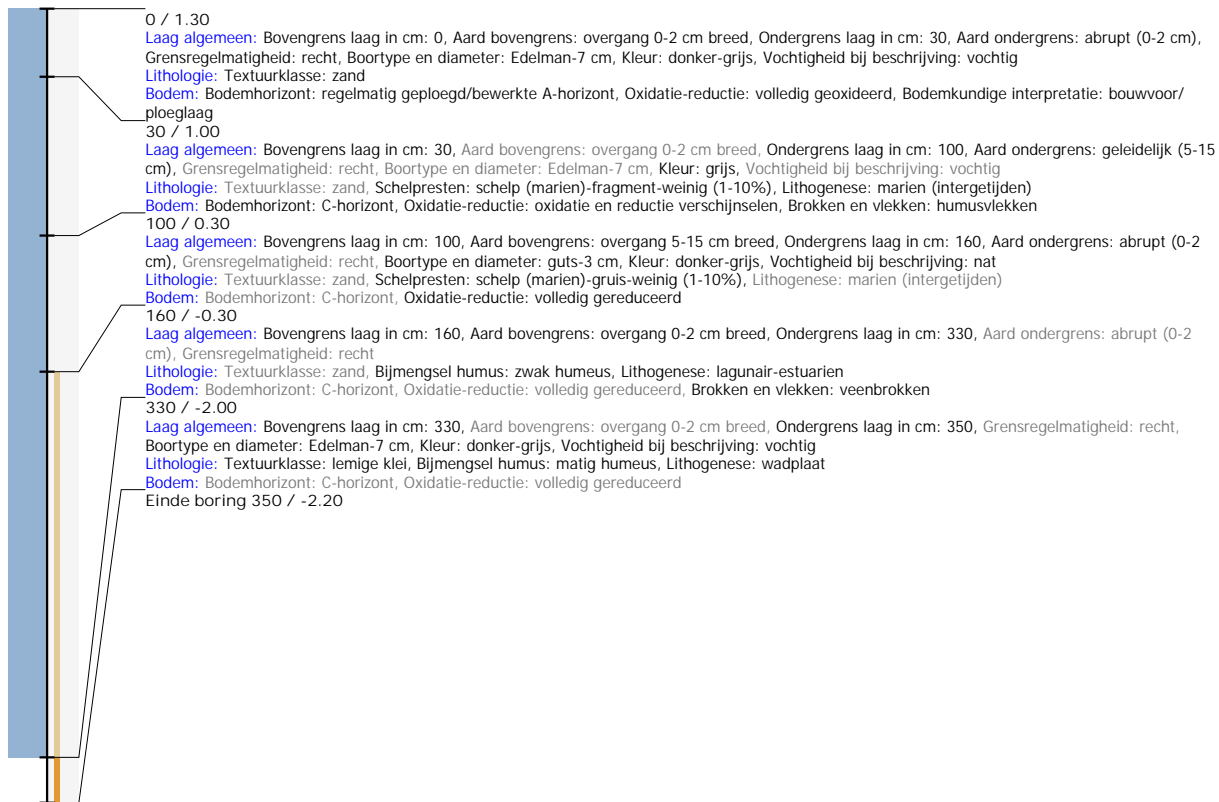 0 / 1.30
Laag algemeen: Bovengrens laag in cm: 0, Aard bovengrens: overgang 0-2 cm breed, Ondergrens laag in cm: 30, Aard ondergrens: abrupt (0-2 cm),
Grensregelmatigheid: recht, Boortype en diameter: Edelman-7 cm, Kleur: donker-grijs, Vochtigheid bij beschrijving: vochtig
Lithologie: Textuurklasse: zand
Bodem: Bodemhorizont: regelmatig geploegd/bewerkte A-horizont, Oxidatie-reductie: volledig geoxideerd, Bodemkundige interpretatie: bouwvoor/
ploeglaag
30 / 1.00
Laag algemeen: Bovengrens laag in cm: 30, Aard bovengrens: overgang 0-2 cm breed, Ondergrens laag in cm: 100, Aard ondergrens: geleidelijk (5-15
cm), Grensregelmatigheid: recht, Boortype en diameter: Edelman-7 cm, Kleur: grijs, Vochtigheid bij beschrijving: vochtig
Lithologie: Textuurklasse: zand, Schelpresten: schelp (marien)-fragment-weinig (1-10%), Lithogenese: marien (intergetijden)
Bodem: Bodemhorizont: C-horizont, Oxidatie-reductie: oxidatie en reductie verschijnselen, Brokken en vlekken: humusvlekken
100 / 0.30
Laag algemeen: Bovengrens laag in cm: 100, Aard bovengrens: overgang 5-15 cm breed, Ondergrens laag in cm: 160, Aard ondergrens: abrupt (0-2
cm), Grensregelmatigheid: recht, Boortype en diameter: guts-3 cm, Kleur: donker-grijs, Vochtigheid bij beschrijving: nat
Lithologie: Textuurklasse: zand, Schelpresten: schelp (marien)-gruis-weinig (1-10%), Lithogenese: marien (intergetijden)
Bodem: Bodemhorizont: C-horizont, Oxidatie-reductie: volledig gereduceerd
160 / -0.30
Laag algemeen: Bovengrens laag in cm: 160, Aard bovengrens: overgang 0-2 cm breed, Ondergrens laag in cm: 330, Aard ondergrens: abrupt (0-2
cm), Grensregelmatigheid: recht
Lithologie: Textuurklasse: zand, Bijmengsel humus: zwak humeus, Lithogenese: lagunair-estuarien
Bodem: Bodemhorizont: C-horizont, Oxidatie-reductie: volledig gereduceerd, Brokken en vlekken: veenbrokken
330 / -2.00
Laag algemeen: Bovengrens laag in cm: 330, Aard bovengrens: overgang 0-2 cm breed, Ondergrens laag in cm: 350, Grensregelmatigheid: recht,
Boortype en diameter: Edelman-7 cm, Kleur: donker-grijs, Vochtigheid bij beschrijving: vochtig
Lithologie: Textuurklasse: lemige klei, Bijmengsel humus: matig humeus, Lithogenese: wadplaat
Bodem: Bodemhorizont: C-horizont, Oxidatie-reductie: volledig gereduceerd
Einde boring 350 / -2.20